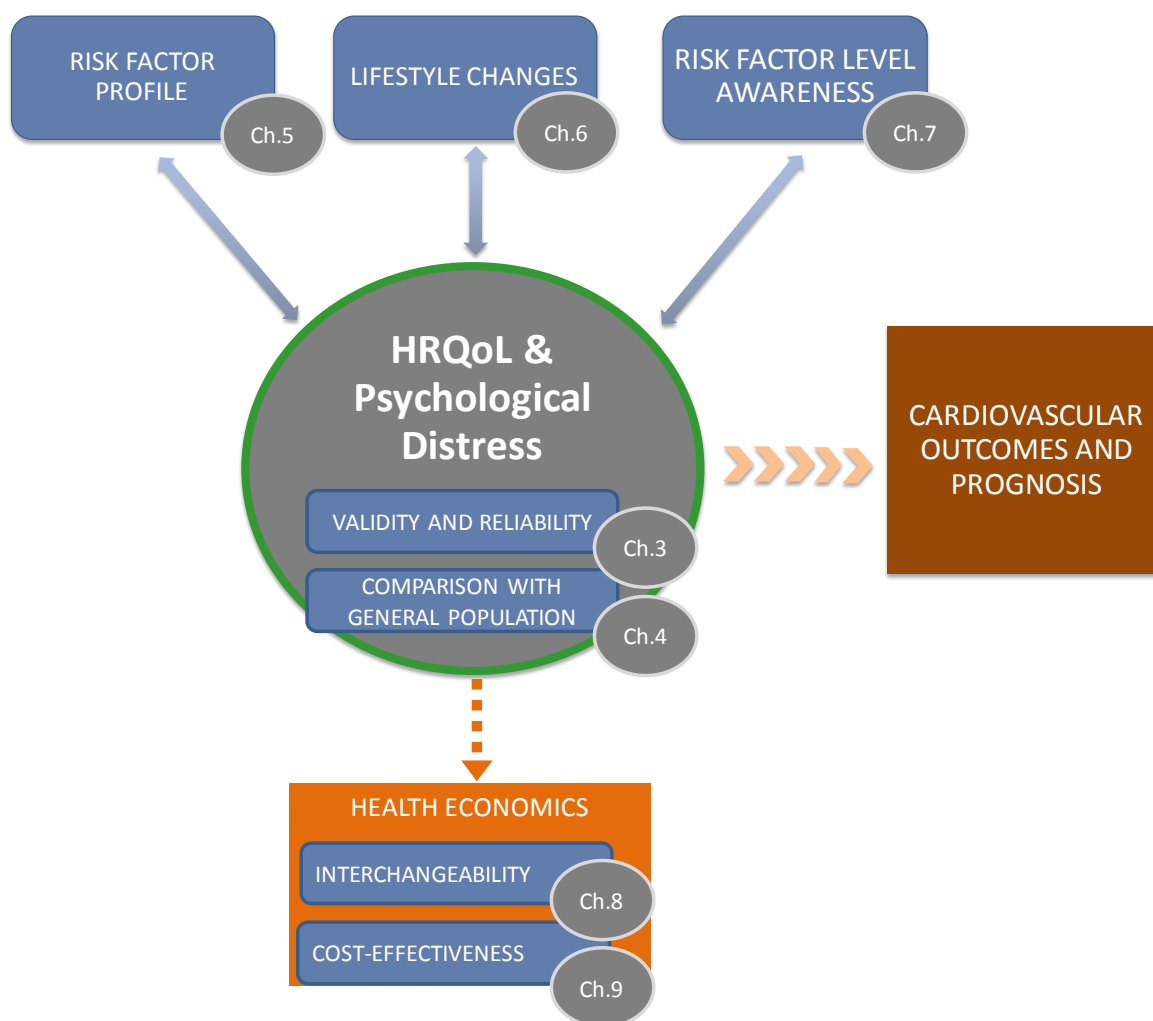 RISK FACTOR
PROFILE
Ch.5
LIFESTYLE CHANGES
Ch.6
RISK FACTOR LEVEL
AWARENESS
Ch.7
HRQoL &
Psychological
Distress
VALIDITY AND RELIABILITY
Ch.3
COMPARISON WITH
GENERAL POPULATION
Ch.4
CARDIOVASCULAR
OUTCOMES AND
PROGNOSIS
HEALTH ECONOMICS
INTERCHANGEABILITY
Ch.8
COST-EFFECTIVENESS
Ch.9